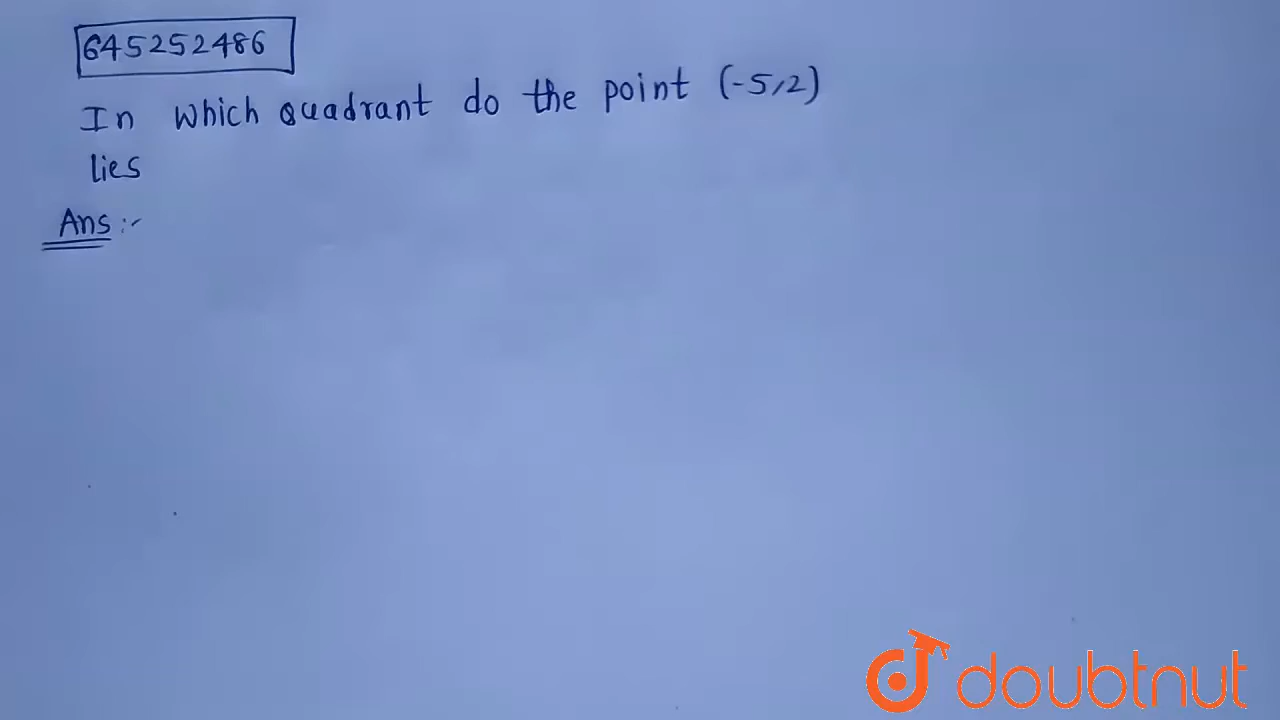 645252486
In which quadrant do the point (-5,2)
lies
Ans :-
doubtnut